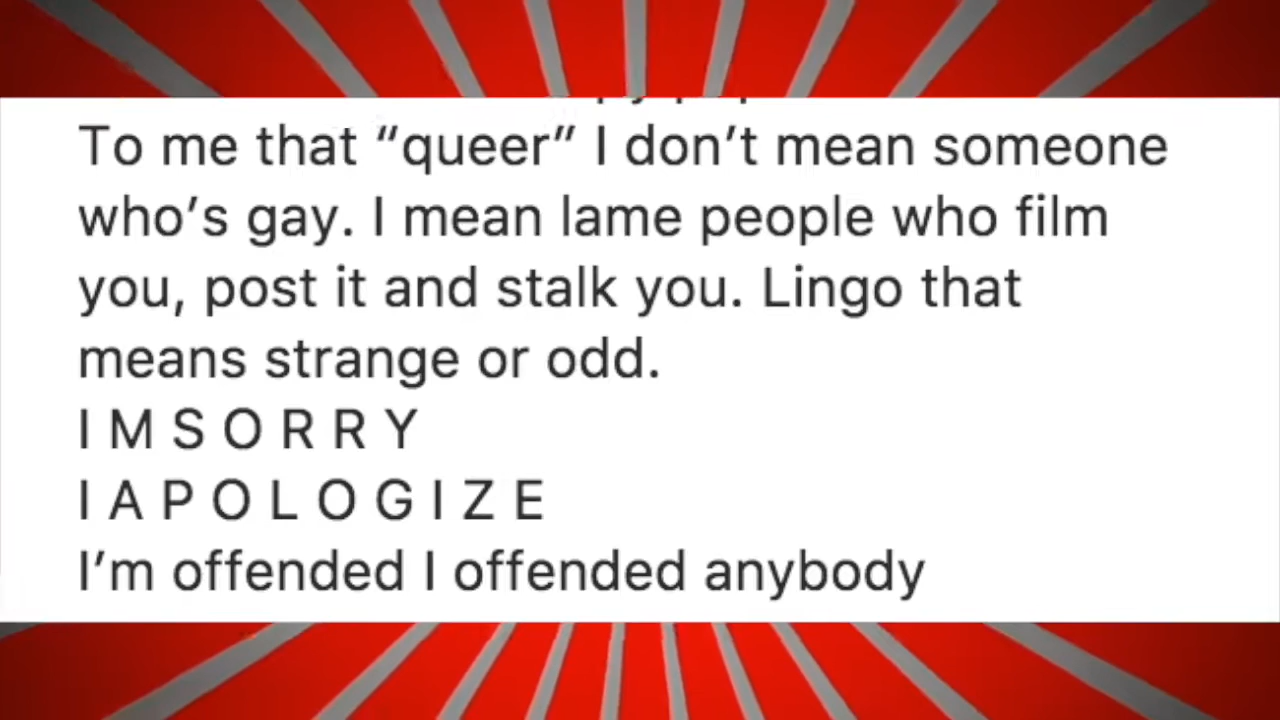 To me that “queer” I don’t mean someone
who’s gay. I mean lame people who film
you, post it and stalk you. Lingo that
means strange or odd.
I M S O R R Y
I A P O L O G I Z E
I’m offended I offended anybody